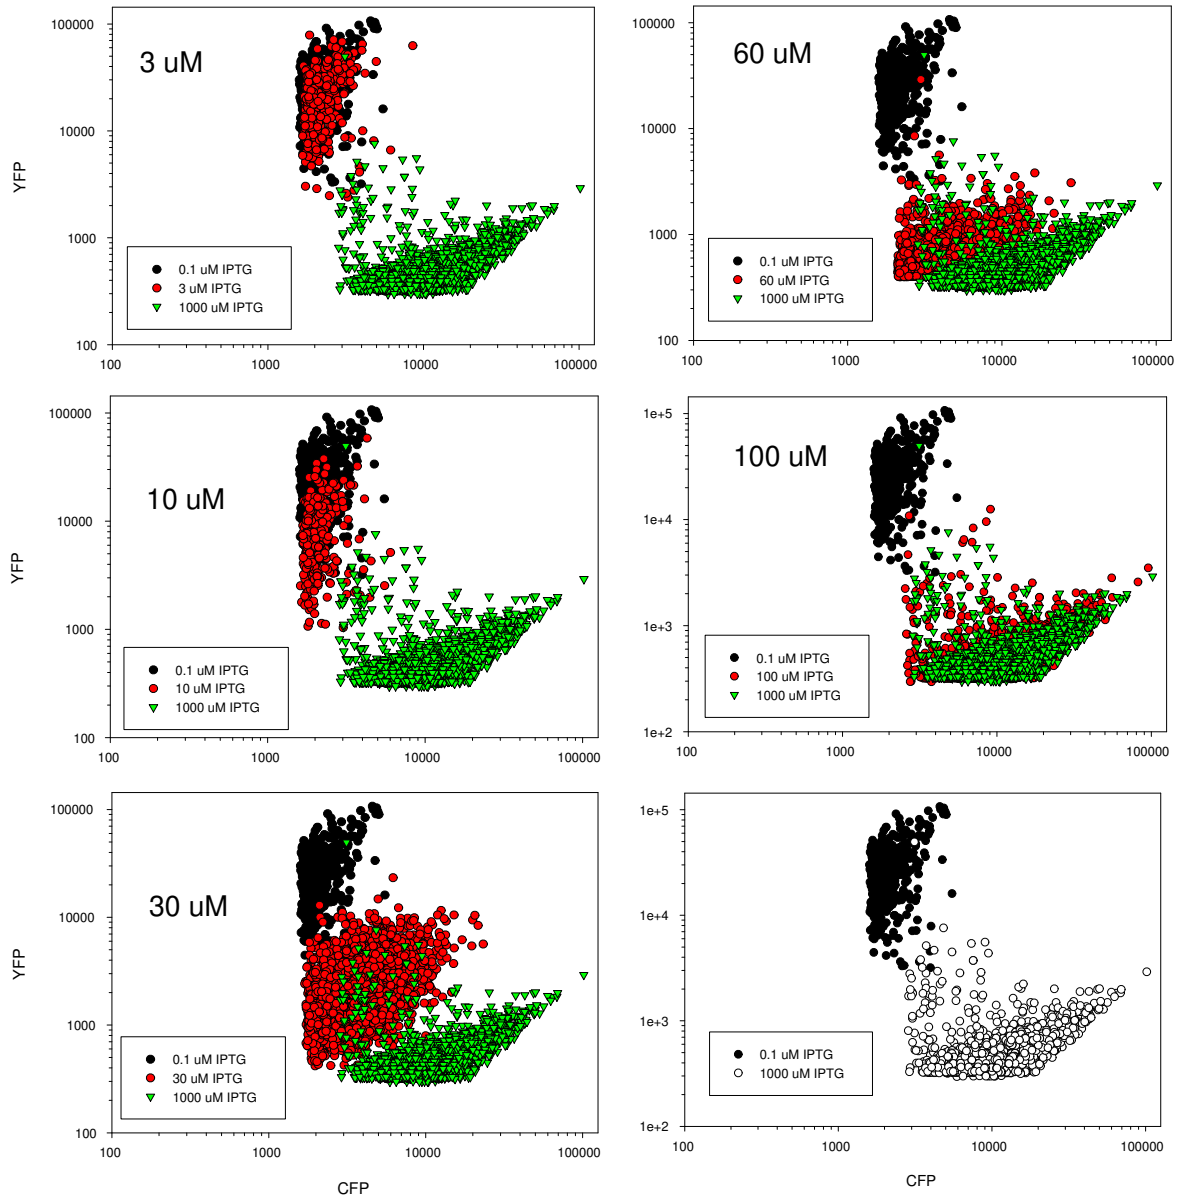 3 uM
YFP
100000
10000
1000
100
0.1 uM IPTG
3 uM IPTG
1000 uM IPTG
100
1000
10000
100000
60 uM
100000
10000
1000
100
0.1 uM IPTG
60 uM IPTG
1000 uM IPTG
100
1000
10000
100000
10 uM
YFP
100000
10000
1000
100
0.1 uM IPTG
10 uM IPTG
1000 uM IPTG
100
1000
10000
100000
100 uM
1e+5
1e+4
1e+3
1e+2
0.1 uM IPTG
100 uM IPTG
1000 uM IPTG
100
1000
10000
100000
30 uM
YFP
100000
10000
1000
100
0.1 uM IPTG
30 uM IPTG
1000 uM IPTG
100
1000
10000
100000
CFP
1e+5
1e+4
1e+3
1e+2
0.1 uM IPTG
1000 uM IPTG
100
1000
10000
100000
CFP